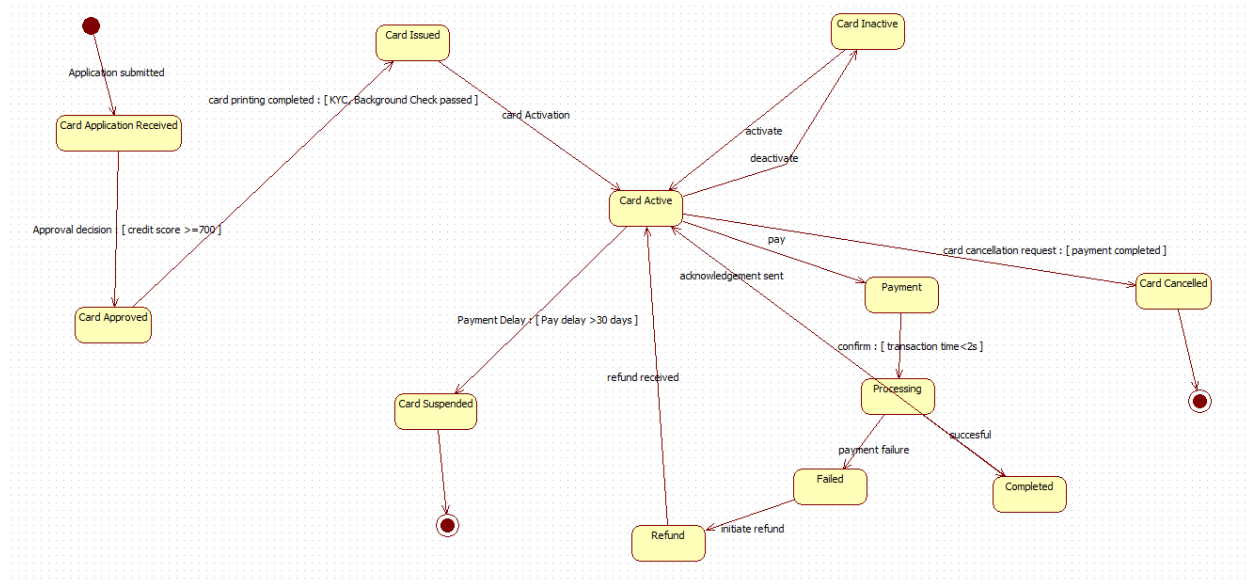 Card Issued
Card Inactive
Application submitted
card printing completed : [ KYC, Background Check passed ]
card Activation
Card Application Received
activate
deactivate
Card Active
Approval decision : [ credit score >=700 ]
pay
card cancellation request : [ payment completed ]
acknowledgement sent
Payment
Card Cancelled
Card Approved
Payment Delay : [ Pay delay >30 days ]
confirm : [ transaction time<2s ]
refund received
Processing
Card Suspended
succesful
payment failure
Failed
Completed
initiate refund
Refund